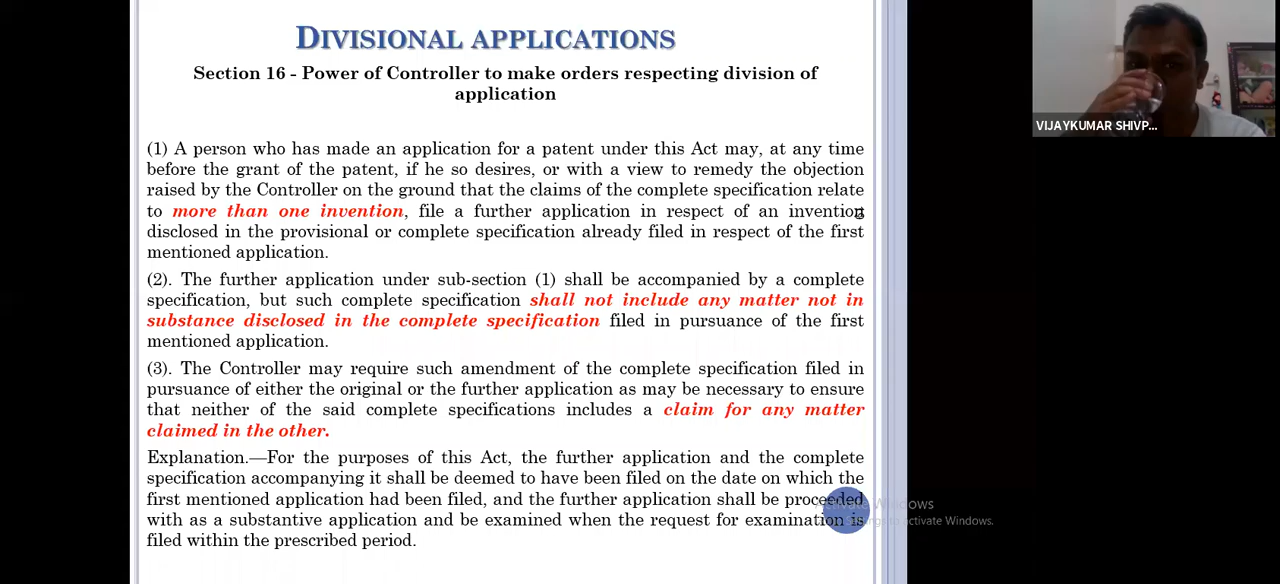 DIVISIONAL APPLICATIONS
Section 16 - Power of Controller to make orders respecting division of
application
VIJAYKUMAR SHIVP...
(1) A person who has made an application for a patent under this Act may, at any time
before the grant of the patent, if he so desires, or with a view to remedy the objection
raised by the Controller on the ground that the claims of the complete specification relate
to more than one invention, file a further application in respect of an invention
disclosed in the provisional or complete specification already filed in respect of the first
mentioned application.
(2). The further application under sub-section (1) shall be accompanied by a complete
specification, but such complete specification shall not include any matter not in
substance disclosed in the complete specification filed in pursuance of the first
mentioned application.
(3). The Controller may require such amendment of the complete specification filed in
pursuance of either the original or the further application as may be necessary to ensure
that neither of the said complete specifications includes a claim for any matter
claimed in the other.
Explanation.—For the purposes of this Act, the further application and the complete
specification accompanying it shall be deemed to have been filed on the date on which the
first mentioned application had been filed, and the further application shall be proceeded
with as a substantive application and be examined when the request for examination is
filed within the prescribed period.
Activate Windows
to activate Windows.